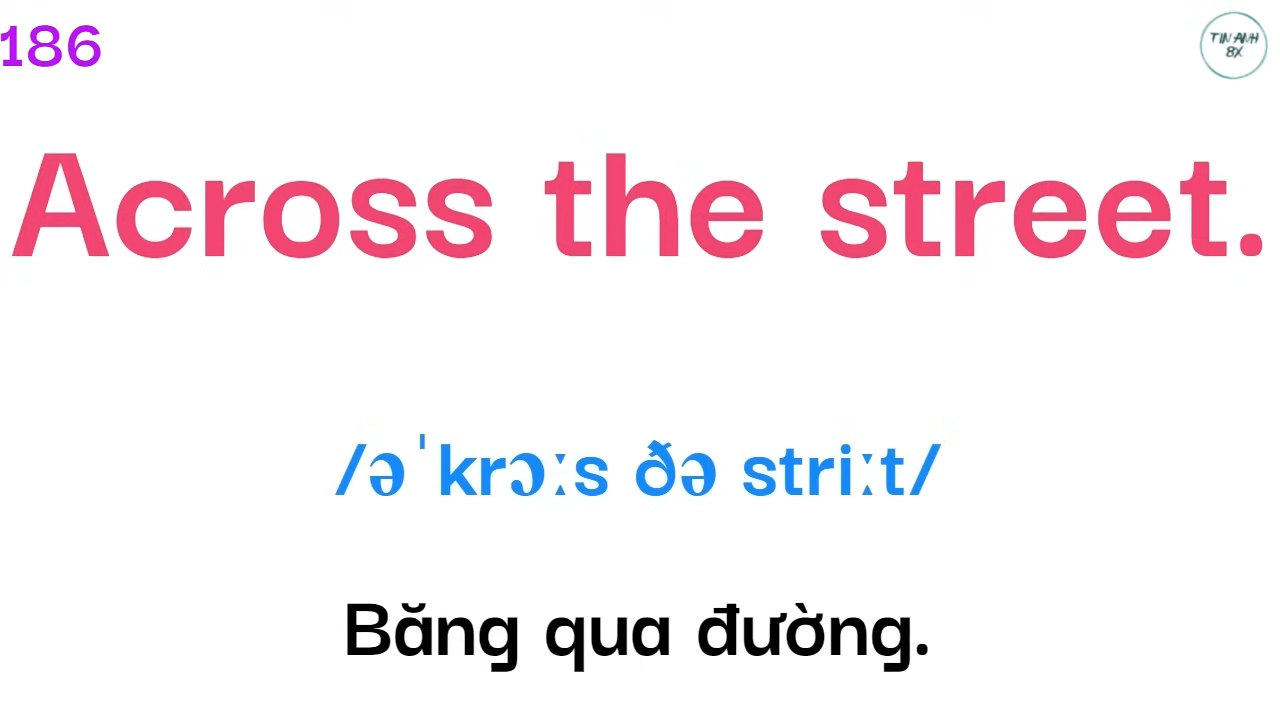 186
TIN ANH
8X
Across the street.
/əˈkrɔːs ðə striːt/
Băng qua đường.